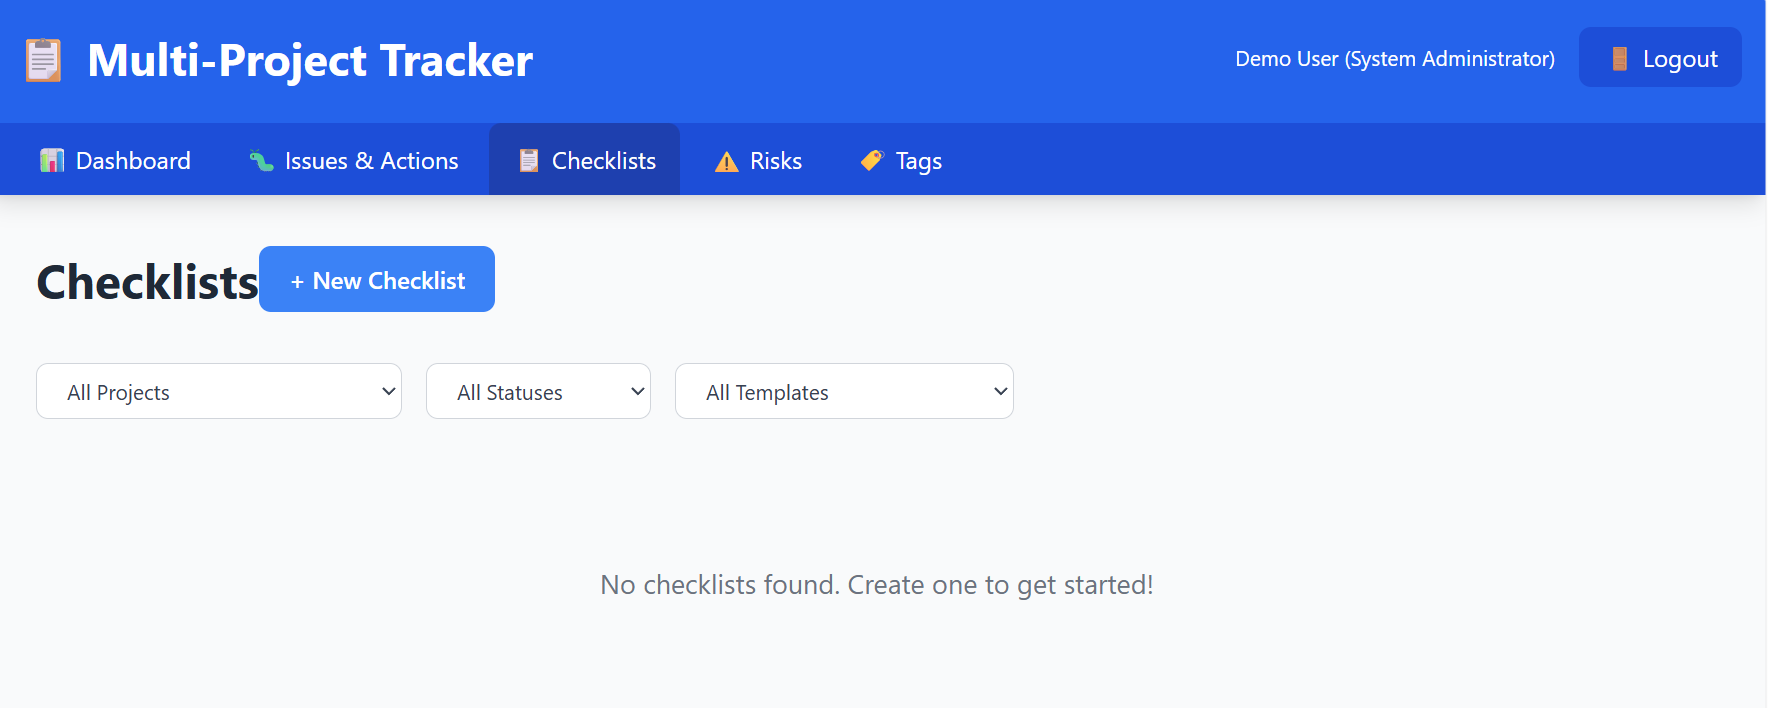 Multi-Project Tracker
Demo User (System Administrator)
Logout
Dashboard
Issues & Actions
Checklists
Risks
Tags
Checklists
+ New Checklist
All Projects
All Statuses
All Templates
No checklists found. Create one to get started!